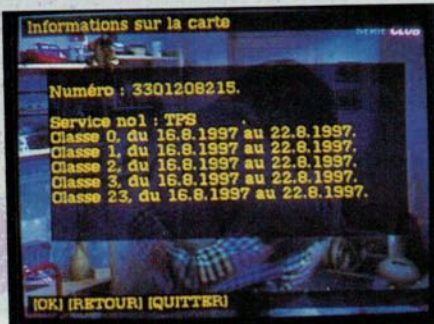 Informations sur la carte
SERIE CLUB
Numéro : 3301208215.
Service no1 : TPS .
Classe 0, du 16.8.1997 au 22.8.1997.
Classe 1, du 16.8.1997 au 22.8.1997.
Classe 2, du 16.8.1997 au 22.8.1997.
Classe 3, du 16.8.1997 au 22.8.1997.
Classe 23, du 16.8.1997 au 22.8.1997.
[OK] [RETOUR] [QUITTER]